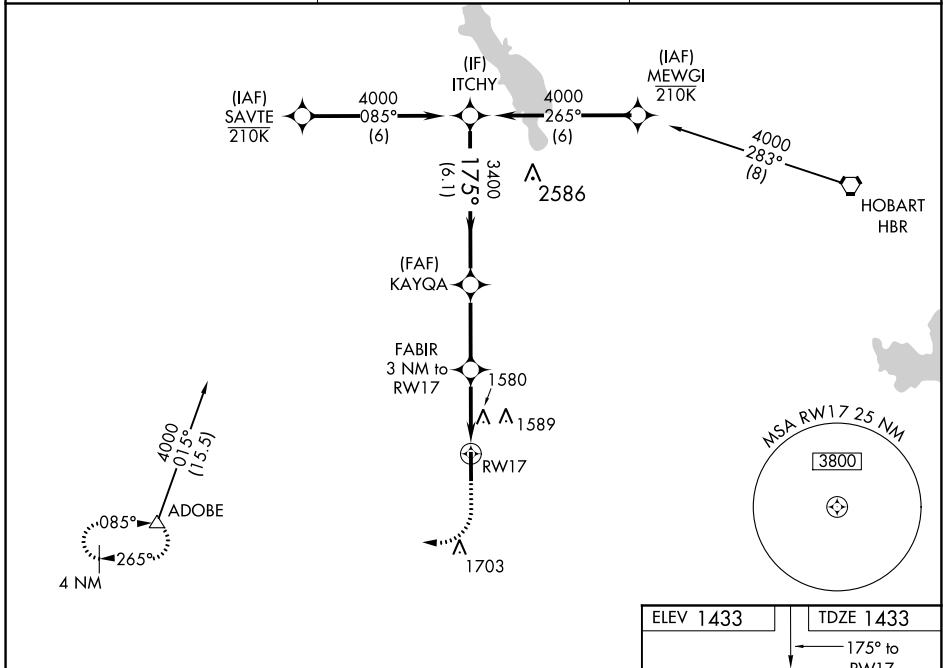 (IF)
ITCHY
(IAF)
MEWGI
210K
(IAF)
SAVTE
210K
4000
085°
(6)
4000
265°
(6)
4000
283°
(8)
HOBART
HBR
3400
175°
(6.1)
2586
(FAF)
KAYQA
FABIR
3 NM to
RW17
1580
1589
RW17
4000
015°
(15.5)
ADOBE
085°
265°
4 NM
1703
MSA RW17 25 NM
3800
ELEV 1433
TDZE 1433
175° to
RW17